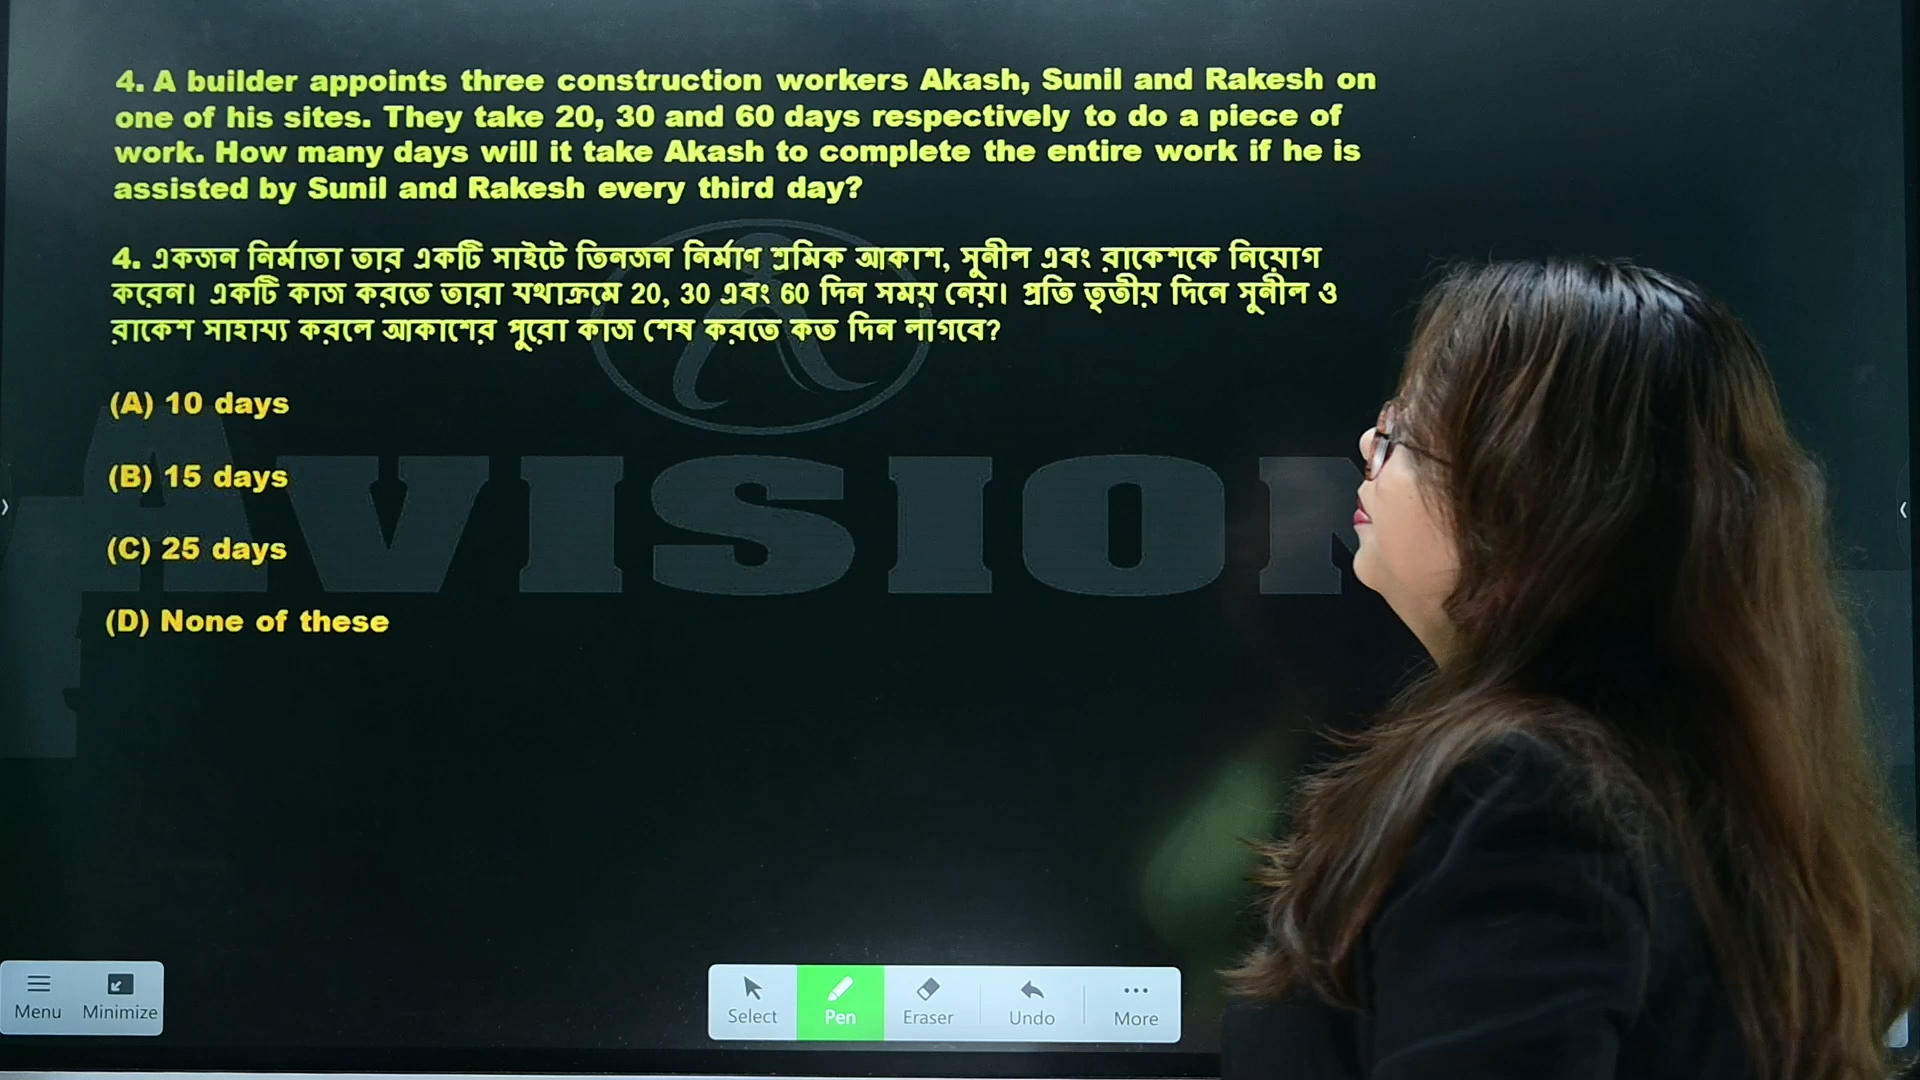 4. A builder appoints three construction workers Akash, Sunil and Rakesh on
one of his sites. They take 20, 30 and 60 days respectively to do a piece of
work. How many days will it take Akash to complete the entire work if he is
assisted by Sunil and Rakesh every third day?
4. একজন নির্মাতা তার একটি সাইটে তিনজন নির্মাণ শ্রমিক আকাশ, সুনীল এবং রাকেশকে নিয়োগ
করেন। একটি কাজ করতে তারা যথাক্রমে 20, 30 এবং 60 দিন সময় নেয়। প্রতি তৃতীয় দিনে সুনীল ও
রাকেশ সাহায্য করলে আকাশের পুরো কাজ শেষ করতে কত দিন লাগবে?
(A) 10 days
(B) 15 days
(C) 25 days
(D) None of these
AVISION
Menu Minimize
Select Pen Eraser Undo More